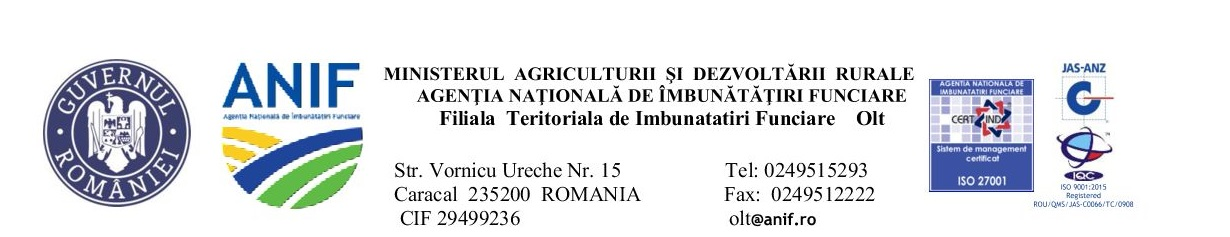 GUVERNUL ROMÂNIEI
ANIF
Agenția Națională de Îmbunătățiri Funciare
MINISTERUL AGRICULTURII ȘI DEZVOLTĂRII RURALE
AGENȚIA NAȚIONALĂ DE ÎMBUNĂTĂȚIRI FUNCIARE
Filiala Teritoriala de Imbunatatiri Funciare Olt
Str. Vornicu Ureche Nr. 15 Tel: 0249515293
Caracal 235200 ROMANIA Fax: 0249512222
CIF 29499236 olt@anif.ro
AGENTIA NATIONALA DE
IMBUNATATIRI FUNCIARE
CERT IND
Sistem de management
certificat
ISO 27001
JAS-ANZ
IQC
ISO 9001:2015
Registered
ROU/QMS/JAS-C0066/TC/0908